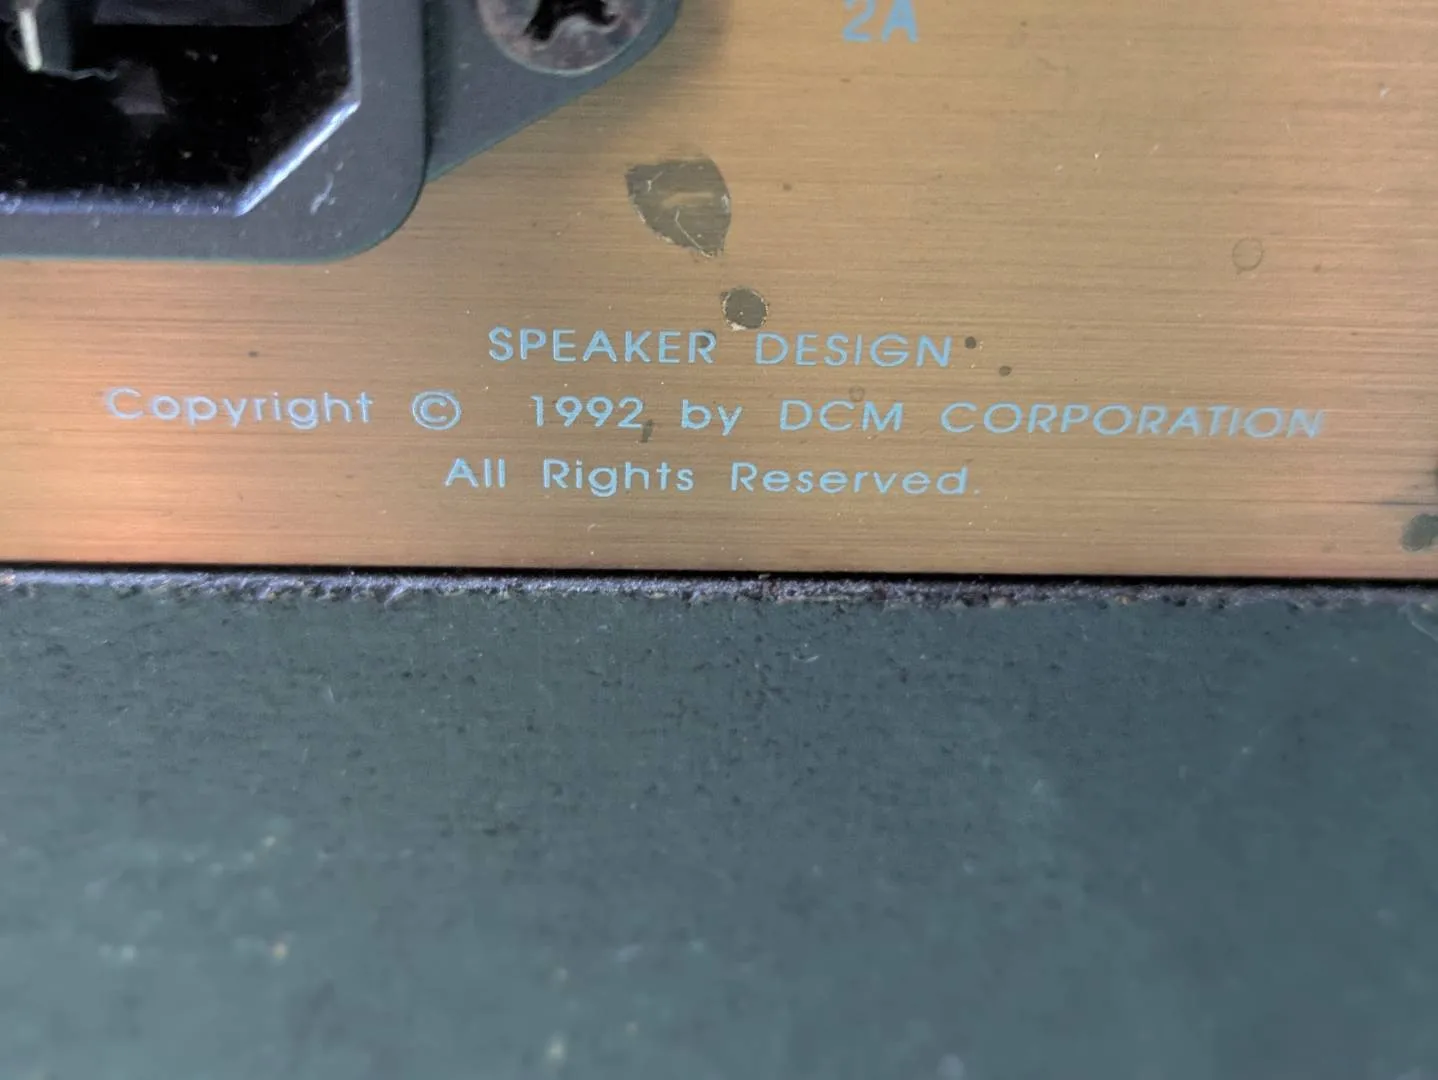 2A
SPEAKER DESIGN
Copyright © 1992 by DCM CORPORATION
All Rights Reserved.